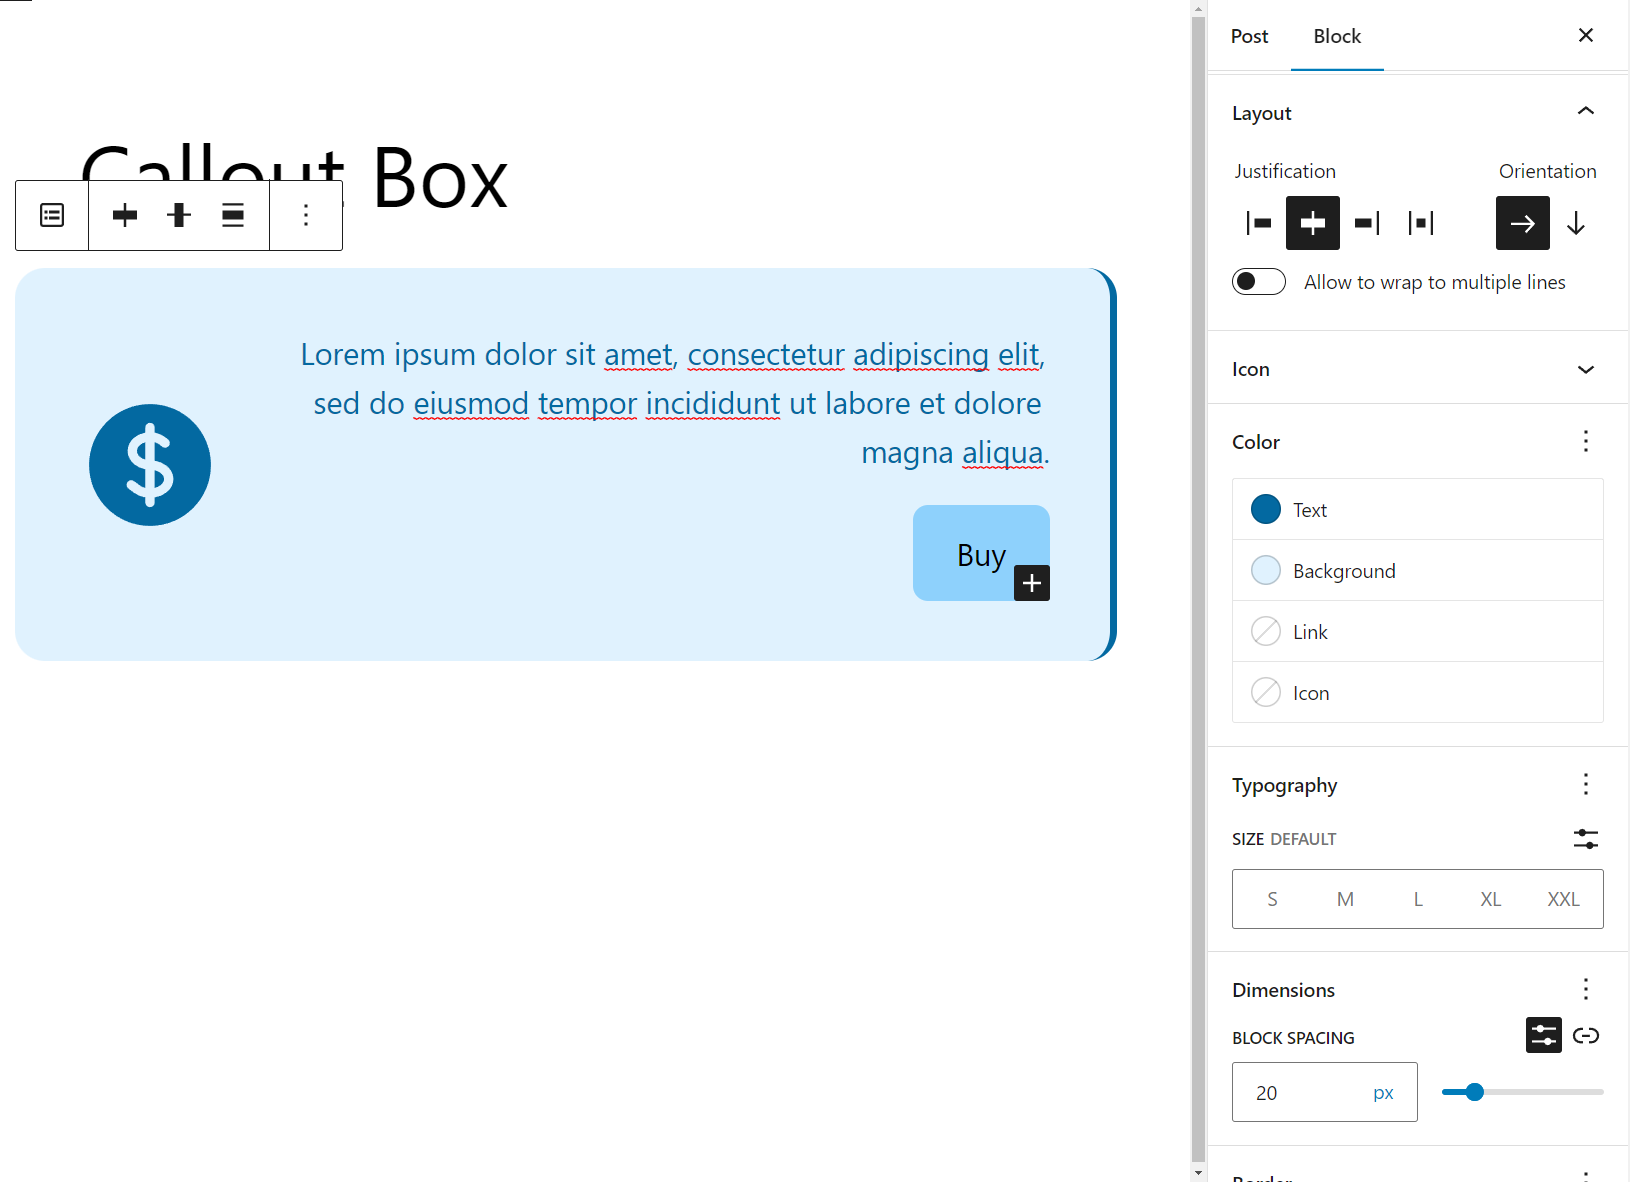 Callout Box
Lorem ipsum dolor sit amet, consectetur adipiscing elit,
sed do eiusmod tempor incididunt ut labore et dolore
magna aliqua.
Buy
Post Block
Layout
Justification Orientation
Allow to wrap to multiple lines
Icon
Color
Text
Background
Link
Icon
Typography
SIZE DEFAULT
S M L XL XXL
Dimensions
BLOCK SPACING
20 px
Border